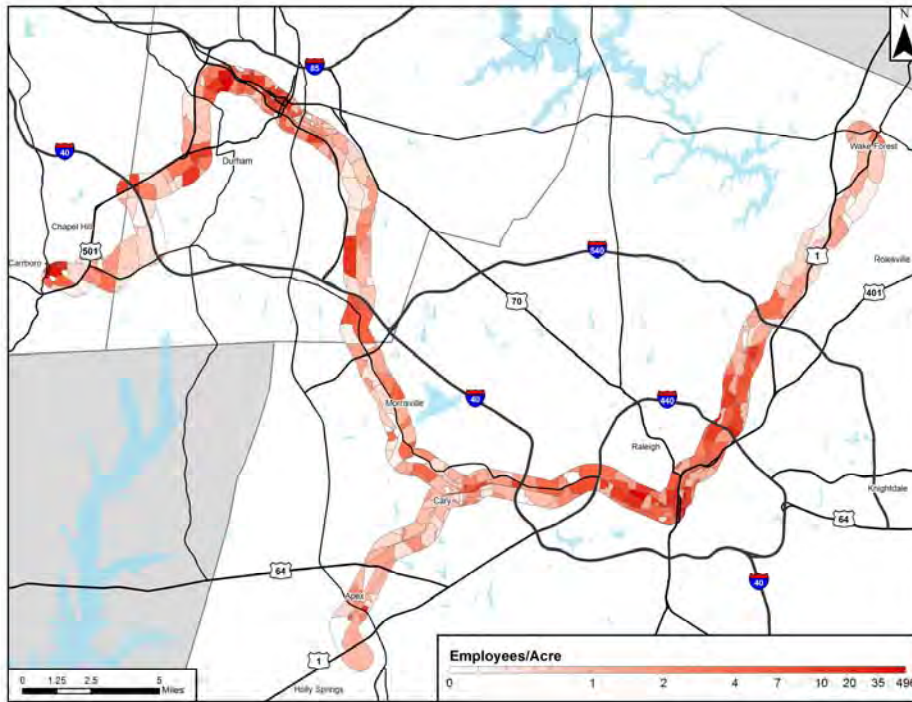 N
85
40
Durham
Wake Forest
Chapel Hill
501
Carrboro
1
540
Rolesville
401
70
40
440
Morrisville
Raleigh
Cary
Knightdale
64
64
40
Apex
1
Holly Springs
0 1.25 2.5 5
Miles
Employees/Acre
0 1 2 4 7 10 20 35 496